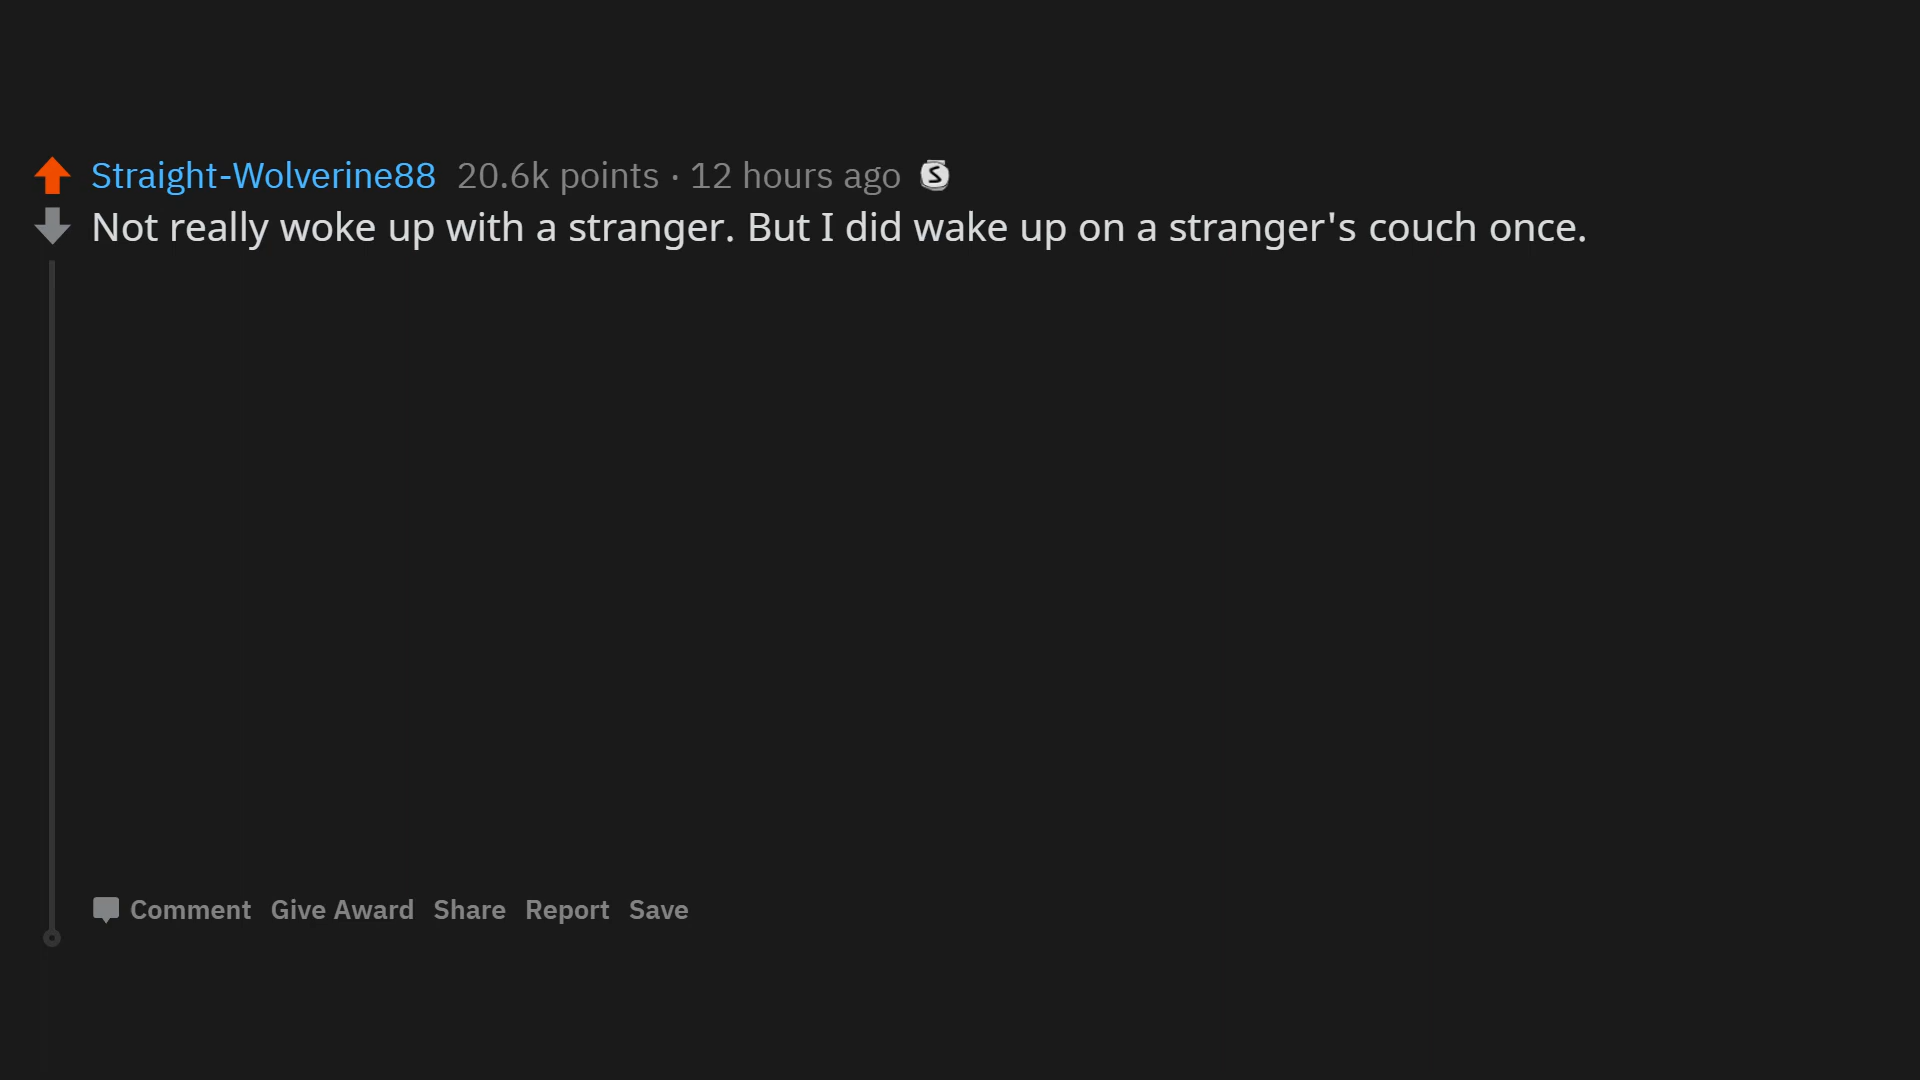 Straight-Wolverine88 20.6k points · 12 hours ago S
Not really woke up with a stranger. But I did wake up on a stranger's couch once.
Comment Give Award Share Report Save